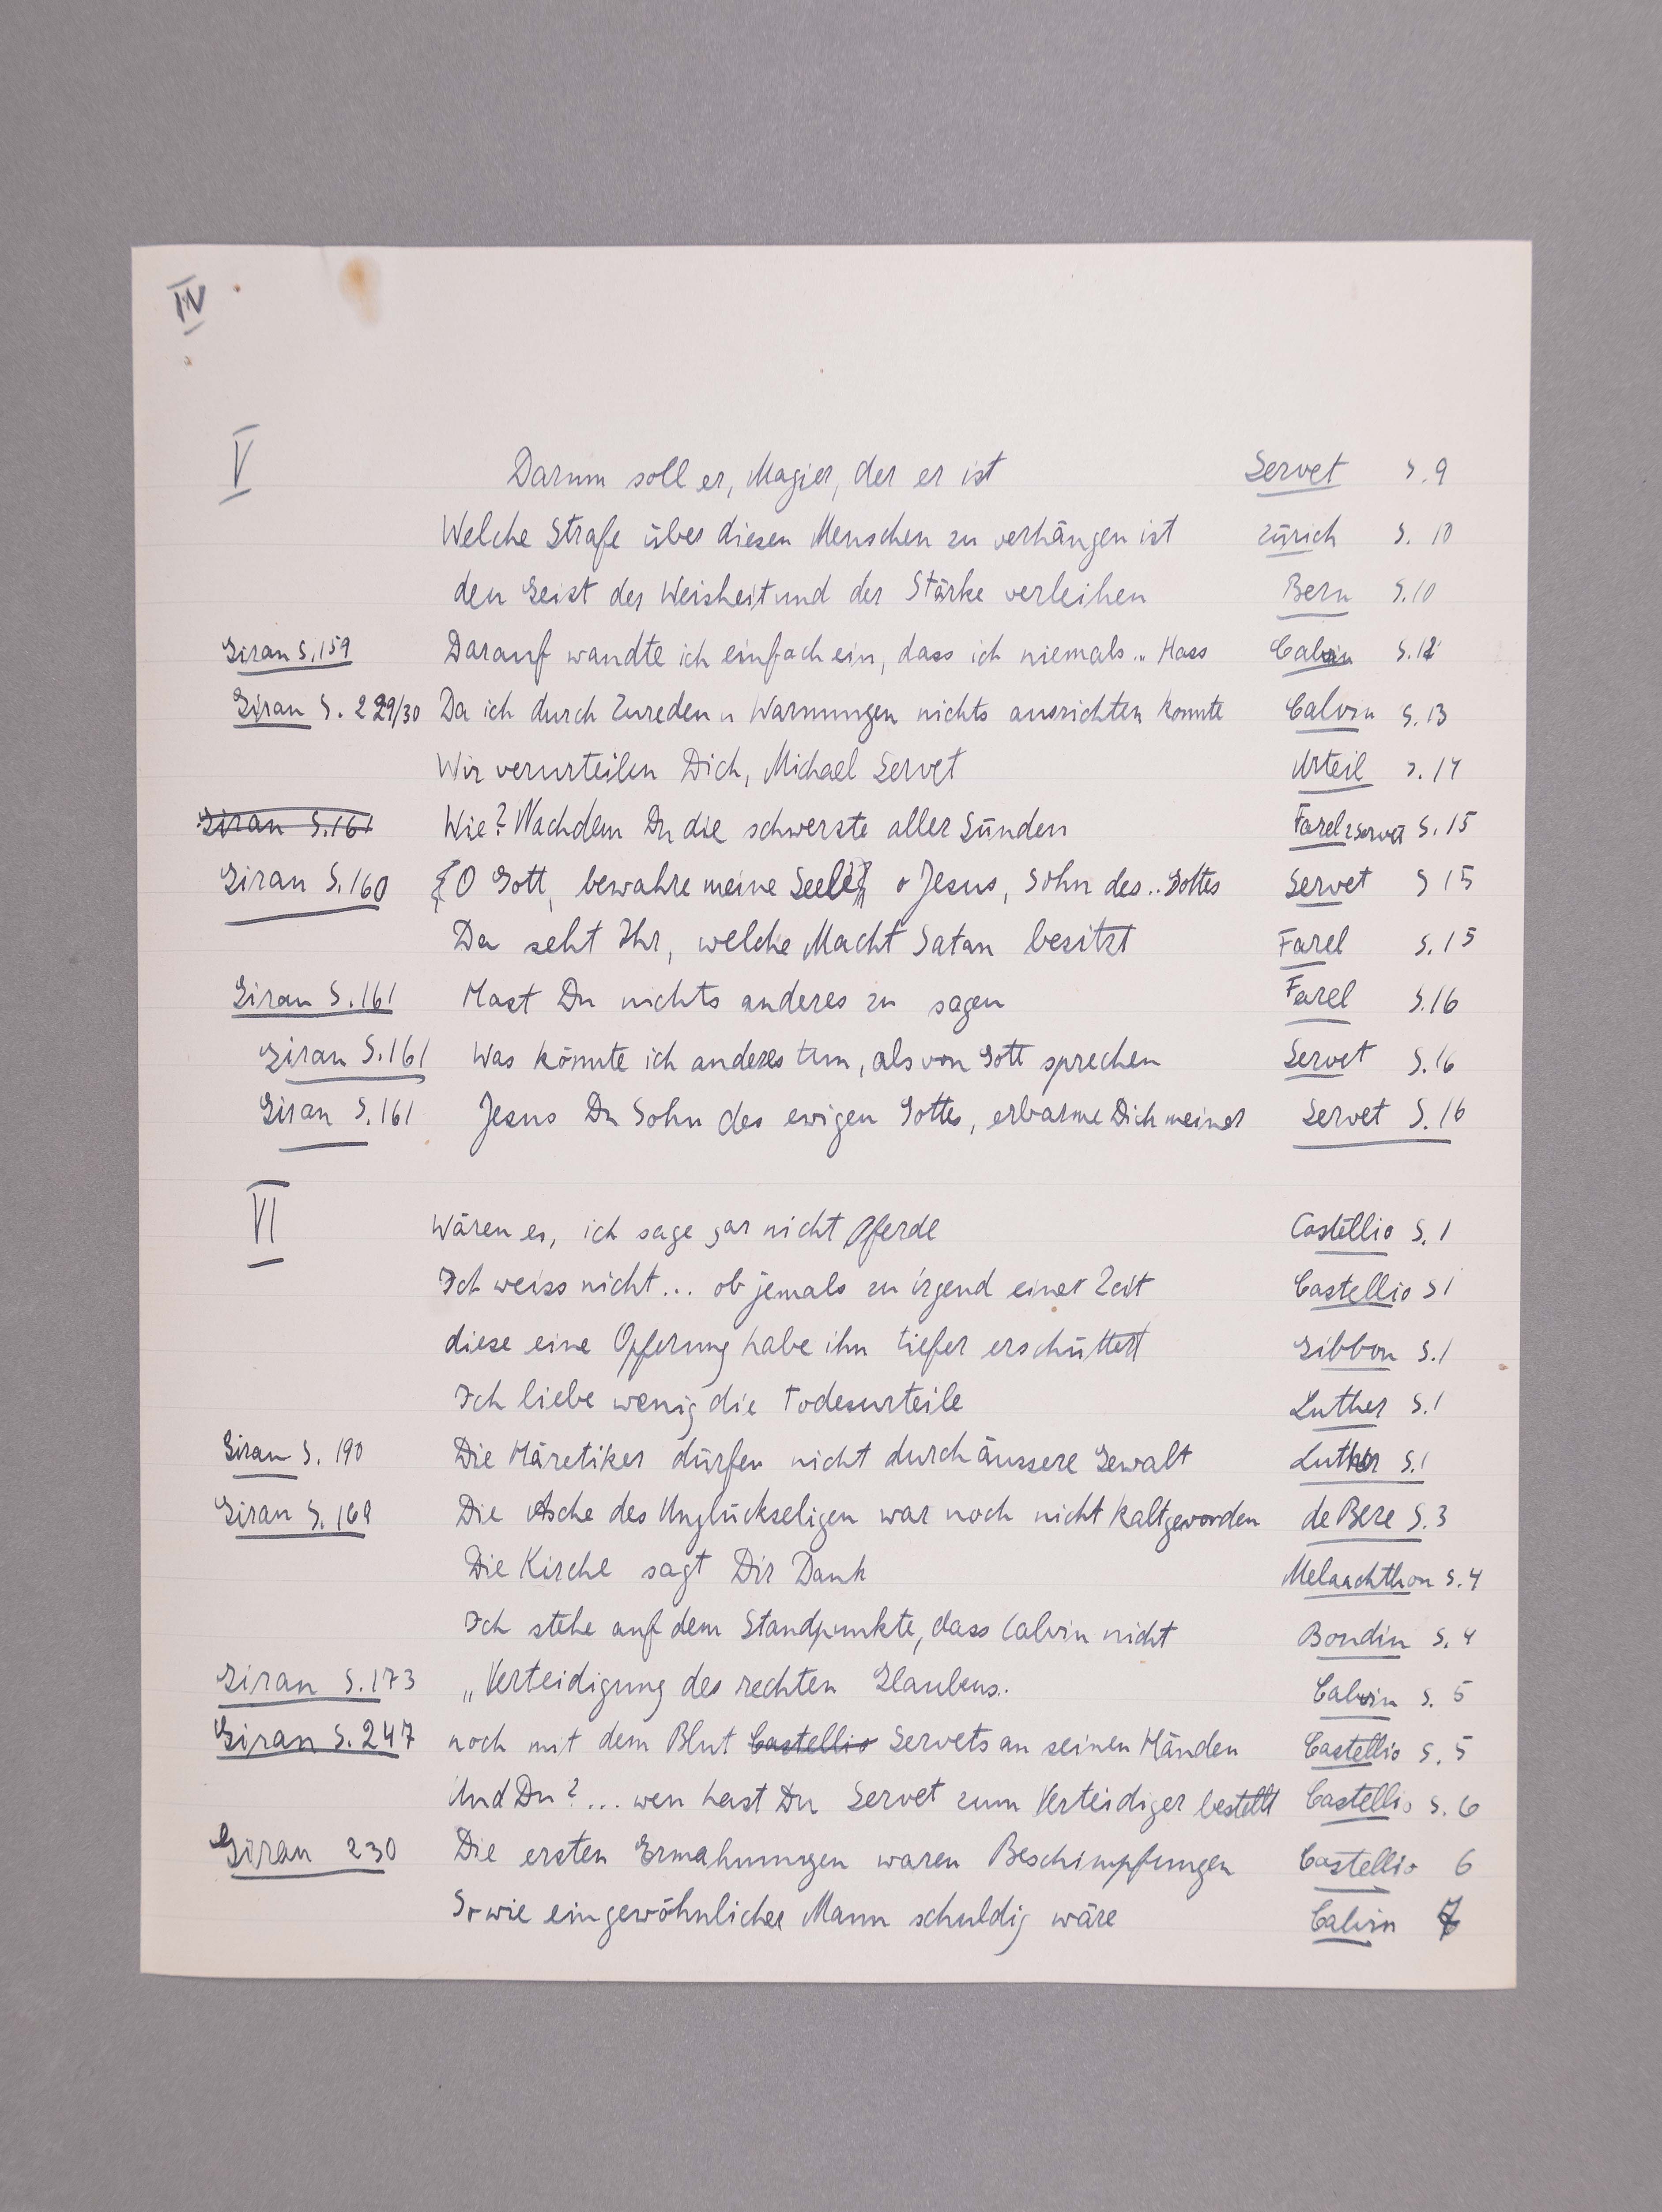 IV
V Darum soll er, Magier, der er ist Servet S. 9
Welche Strafe über diesen Menschen zu verhängen ist Zürich S. 10
den Geist der Weisheit und der Stärke verleihen Bern S. 10
Giran S. 159 Darauf wandte ich einfach ein, dass ich niemals .. Hass Calvin S. 12
Giran S. 229/30 Da ich durch Zureden u Warnungen nichts ausrichten konnte Calvin S. 13
Wir verurteilen Dich, Michael Servet Urteil S. 14
Giran S. 161 Wie? Nachdem Du die schwerste aller Sünden Farel z Servet S. 15
Giran S. 160 O Gott, bewahre meine Seele o Jesus, Sohn des .. Gottes Servet S 15
Da seht Ihr, welche Macht Satan besitzt Farel S. 15
Giran S. 161 Hast Du nichts anderes zu sagen Farel S. 16
Giran S. 161 Was könnte ich anderes tun, als von Gott sprechen Servet S. 16
Giran S. 161 Jesus Du Sohn des ewigen Gottes, erbarme Dich meiner Servet S. 16
VI Wären es, ich sage gar nicht Pferde Castellio S. 1
Ich weiss nicht... ob jemals zu irgend einer Zeit Castellio S 1
diese eine Opferung habe ihn tiefer erschüttert Gibbon S. 1
Ich liebe wenig die Todesurteile Luther S. 1
Giran S. 190 Die Häretiker dürfen nicht durch äussere Gewalt Luther S. 1
Giran S. 168 Die Asche des Unglückseligen war noch nicht kaltgeworden de Beze S. 3
Die Kirche sagt Dir Dank Melanchthon S. 4
Ich stehe auf dem Standpunkte, dass Calvin nicht Boudin S. 4
Giran S. 173 „Verteidigung des rechten Glaubens.. Calvin S. 5
Giran S. 247 noch mit dem Blut Castellio Servets an seinen Händen Castellio S. 5
Und Du? ... wen hast Du Servet zum Verteidiger bestellt Castellio S. 6
Giran 230 Die ersten Ermahnungen waren Beschimpfungen Castellio 6
So wie ein gewöhnlicher Mann schuldig wäre Calvin 7